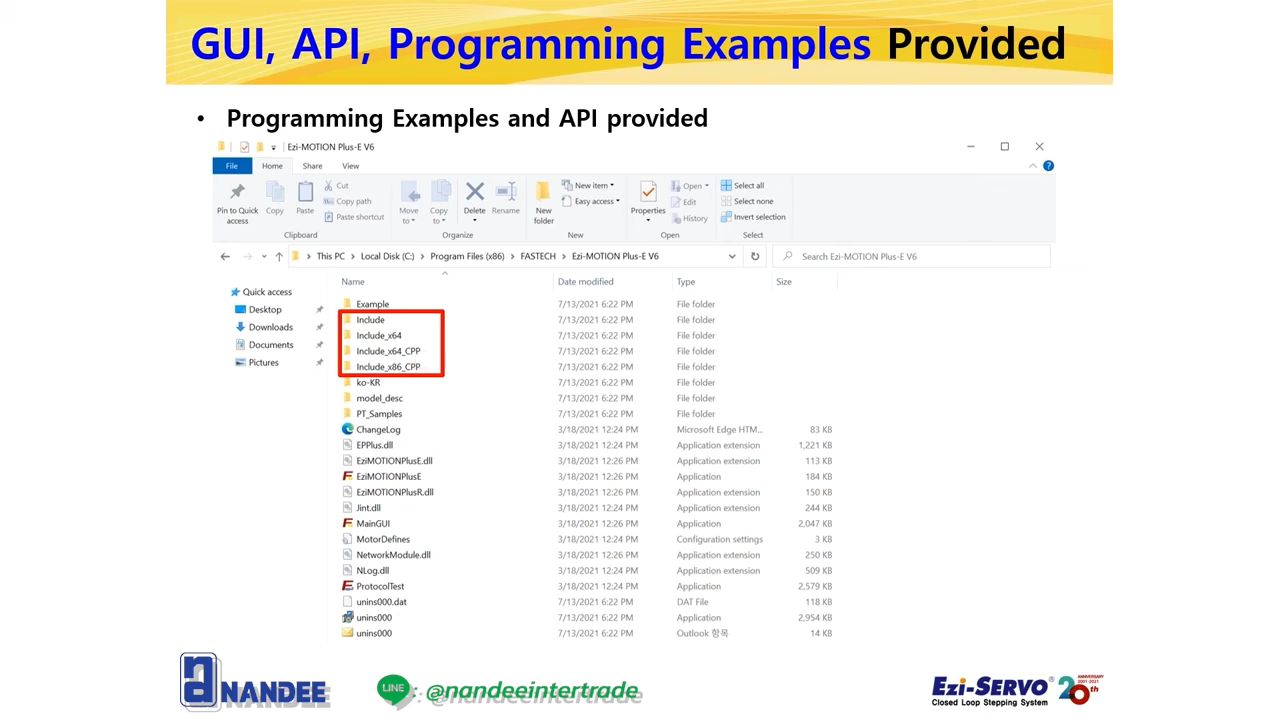 GUI, API, Programming Examples Provided
• Programming Examples and API provided
Ezi-MOTION Plus-E V6
File Home Share View
Pin to Quick access
Copy
Paste
Cut
Copy path
Paste shortcut
Clipboard
Move to
Copy to
Delete
Rename
Organize
New folder
New item
Easy access
New
Properties
Open
Edit
History
Open
Select all
Select none
Invert selection
Select
This PC > Local Disk (C:) > Program Files (x86) > FASTECH > Ezi-MOTION Plus-E V6
Search Ezi-MOTION Plus-E V6
Quick access
Desktop
Downloads
Documents
Pictures
Name Date modified Type Size
Example 7/13/2021 6:22 PM File folder
Include 7/13/2021 6:22 PM File folder
Include_x64 7/13/2021 6:22 PM File folder
Include_x64_CPP 7/13/2021 6:22 PM File folder
Include_x86_CPP 7/13/2021 6:22 PM File folder
ko-KR 7/13/2021 6:22 PM File folder
model_desc 7/13/2021 6:22 PM File folder
PT_Samples 7/13/2021 6:22 PM File folder
ChangeLog 3/18/2021 12:24 PM Microsoft Edge HTM... 83 KB
EPPlus.dll 3/18/2021 12:24 PM Application extension 1,221 KB
EziMOTIONPlusE.dll 3/18/2021 12:26 PM Application extension 113 KB
EziMOTIONPlusE 3/18/2021 12:26 PM Application 184 KB
EziMOTIONPlusR.dll 3/18/2021 12:26 PM Application extension 150 KB
Jint.dll 3/18/2021 12:24 PM Application extension 244 KB
MainGUI 3/18/2021 12:26 PM Application 2,047 KB
MotorDefines 3/18/2021 12:24 PM Configuration settings 3 KB
NetworkModule.dll 3/18/2021 12:26 PM Application extension 250 KB
NLog.dll 3/18/2021 12:24 PM Application extension 509 KB
ProtocolTest 3/18/2021 12:24 PM Application 2,579 KB
unins000.dat 7/13/2021 6:22 PM DAT File 118 KB
unins000 7/13/2021 6:22 PM Application 2,954 KB
unins000 7/13/2021 6:22 PM Outlook 항목 14 KB
NANDEE
LINE : @nandeeintertrade
Ezi-SERVO®
Closed Loop Stepping System
ANNIVERSARY
2001-2021
20th